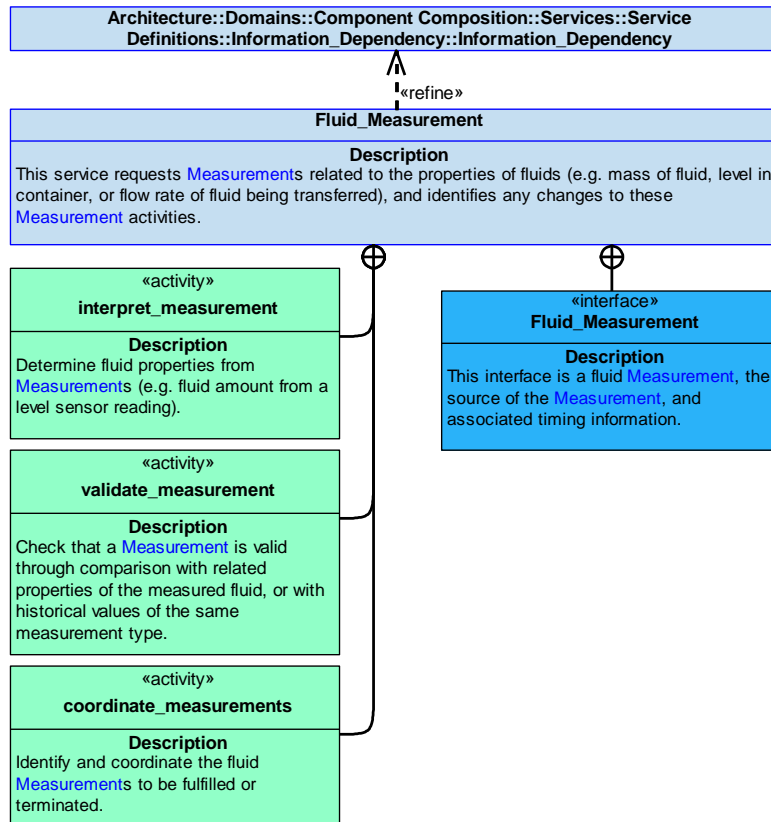 Architecture::Domains::Component Composition::Services::Service
Definitions::Information_Dependency::Information_Dependency
«refine»
Fluid_Measurement
Description
This service requests Measurements related to the properties of fluids (e.g. mass of fluid, level in
container, or flow rate of fluid being transferred), and identifies any changes to these
Measurement activities.
«activity»
interpret_measurement
Description
Determine fluid properties from
Measurements (e.g. fluid amount from a
level sensor reading).
«interface»
Fluid_Measurement
Description
This interface is a fluid Measurement, the
source of the Measurement, and
associated timing information.
«activity»
validate_measurement
Description
Check that a Measurement is valid
through comparison with related
properties of the measured fluid, or with
historical values of the same
measurement type.
«activity»
coordinate_measurements
Description
Identify and coordinate the fluid
Measurements to be fulfilled or
terminated.